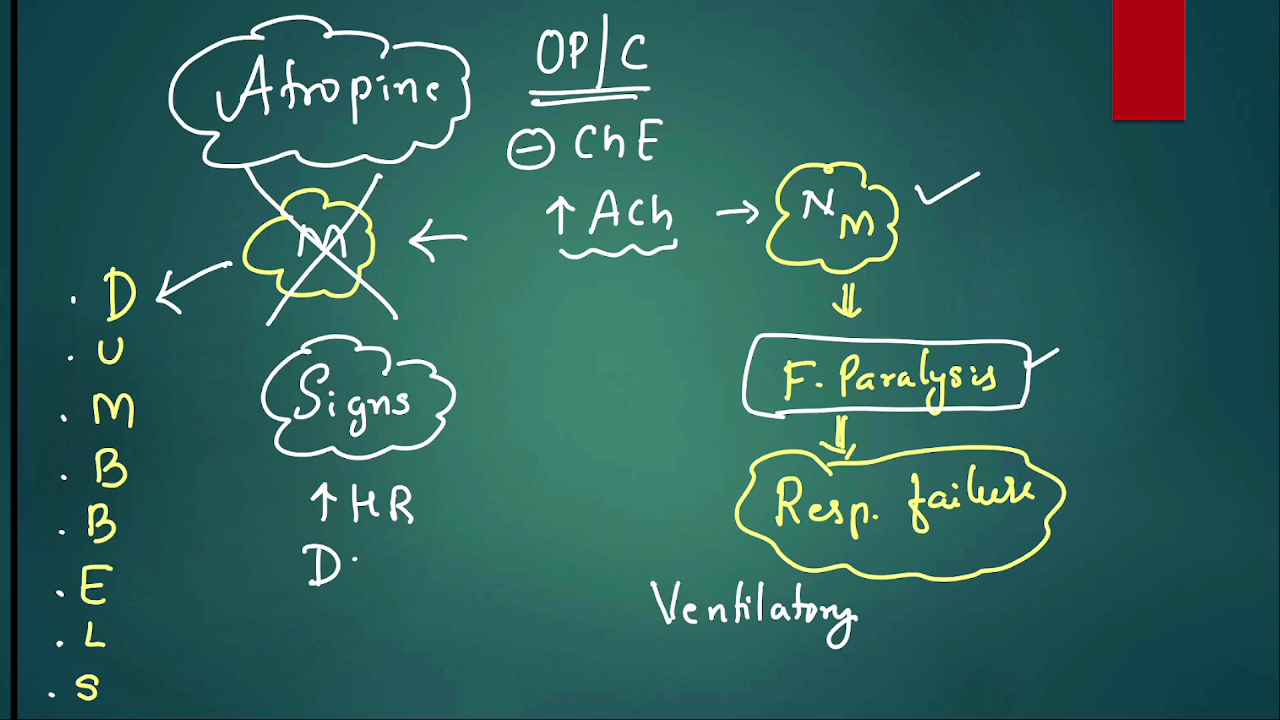 Atropine
OP/C
⊖ ChE
↑ ACh → N M ✓
← M
. D
. U
. M
. B
. B
. E
. L
. S
Signs
↑ HR
D.
⇓
F. Paralysis
⇓
Resp. failure
Ventilatory